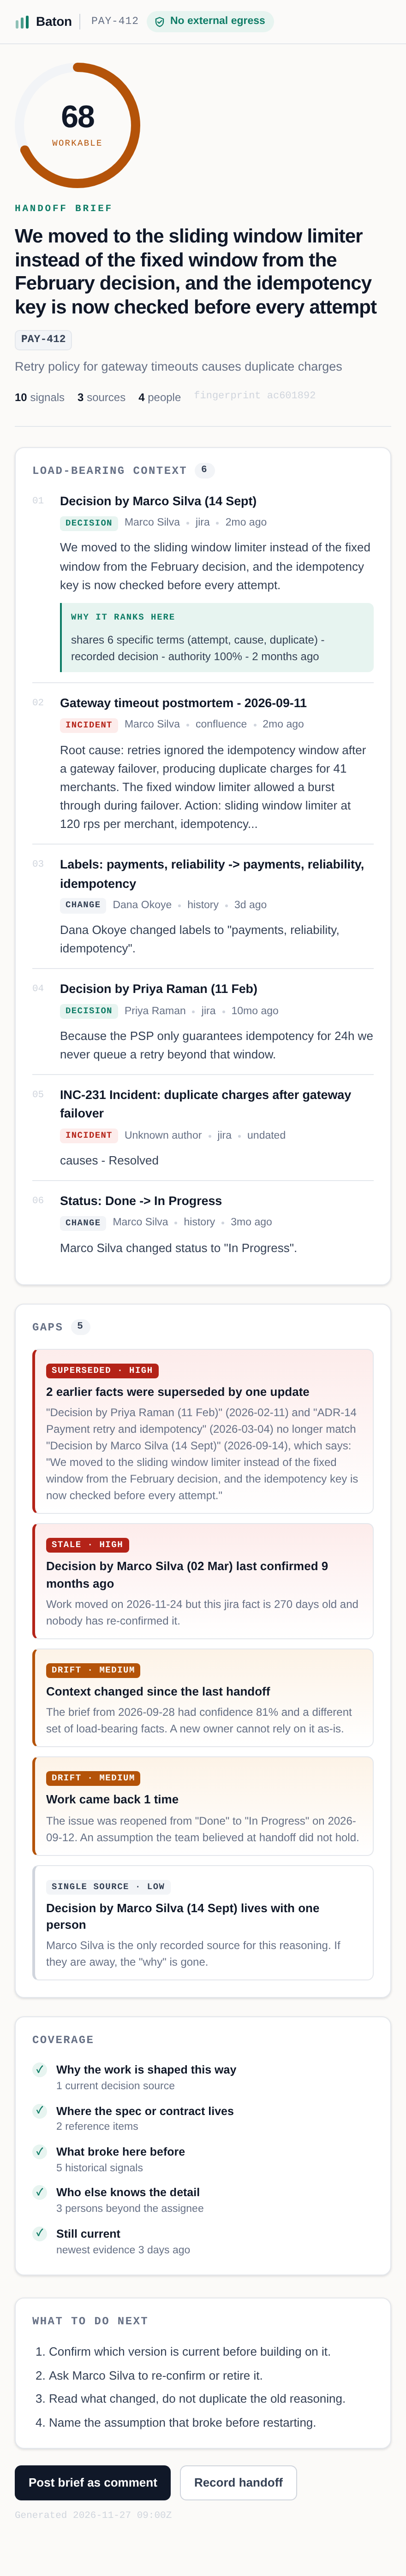 Baton
PAY-412
No external egress
68
WORKABLE
HANDOFF BRIEF
We moved to the sliding window limiter
instead of the fixed window from the
February decision, and the idempotency
key is now checked before every attempt
PAY-412
Retry policy for gateway timeouts causes duplicate charges
10 signals 3 sources 4 people fingerprint ac601892
LOAD-BEARING CONTEXT 6
01
Decision by Marco Silva (14 Sept)
DECISION Marco Silva • jira • 2mo ago
We moved to the sliding window limiter instead of the fixed
window from the February decision, and the idempotency
key is now checked before every attempt.
WHY IT RANKS HERE
shares 6 specific terms (attempt, cause, duplicate) -
recorded decision - authority 100% - 2 months ago
02
Gateway timeout postmortem - 2026-09-11
INCIDENT Marco Silva • confluence • 2mo ago
Root cause: retries ignored the idempotency window after
a gateway failover, producing duplicate charges for 41
merchants. The fixed window limiter allowed a burst
through during failover. Action: sliding window limiter at
120 rps per merchant, idempotency...
03
Labels: payments, reliability -> payments, reliability,
idempotency
CHANGE Dana Okoye • history • 3d ago
Dana Okoye changed labels to "payments, reliability,
idempotency".
04
Decision by Priya Raman (11 Feb)
DECISION Priya Raman • jira • 10mo ago
Because the PSP only guarantees idempotency for 24h we
never queue a retry beyond that window.
05
INC-231 Incident: duplicate charges after gateway
failover
INCIDENT Unknown author • jira • undated
causes - Resolved
06
Status: Done -> In Progress
CHANGE Marco Silva • history • 3mo ago
Marco Silva changed status to "In Progress".
GAPS 5
SUPERSEDED · HIGH
2 earlier facts were superseded by one update
"Decision by Priya Raman (11 Feb)" (2026-02-11) and "ADR-14
Payment retry and idempotency" (2026-03-04) no longer match
"Decision by Marco Silva (14 Sept)" (2026-09-14), which says:
"We moved to the sliding window limiter instead of the fixed
window from the February decision, and the idempotency key is
now checked before every attempt."
STALE · HIGH
Decision by Marco Silva (02 Mar) last confirmed 9
months ago
Work moved on 2026-11-24 but this jira fact is 270 days old and
nobody has re-confirmed it.
DRIFT · MEDIUM
Context changed since the last handoff
The brief from 2026-09-28 had confidence 81% and a different
set of load-bearing facts. A new owner cannot rely on it as-is.
DRIFT · MEDIUM
Work came back 1 time
The issue was reopened from "Done" to "In Progress" on 2026-
09-12. An assumption the team believed at handoff did not hold.
SINGLE SOURCE · LOW
Decision by Marco Silva (14 Sept) lives with one
person
Marco Silva is the only recorded source for this reasoning. If
they are away, the "why" is gone.
COVERAGE
✓ Why the work is shaped this way
1 current decision source
✓ Where the spec or contract lives
2 reference items
✓ What broke here before
5 historical signals
✓ Who else knows the detail
3 persons beyond the assignee
✓ Still current
newest evidence 3 days ago
WHAT TO DO NEXT
1. Confirm which version is current before building on it.
2. Ask Marco Silva to re-confirm or retire it.
3. Read what changed, do not duplicate the old reasoning.
4. Name the assumption that broke before restarting.
Post brief as comment
Record handoff
Generated 2026-11-27 09:00Z